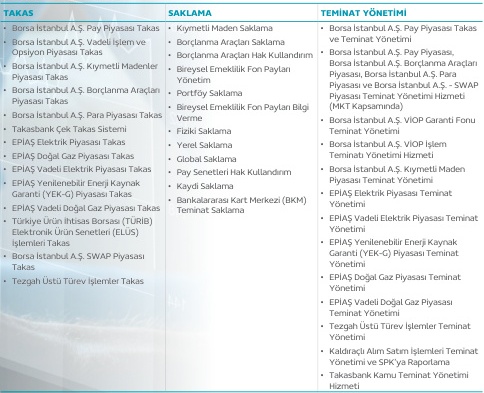 TAKAS
• Borsa İstanbul A.Ş. Pay Piyasası Takas
• Borsa İstanbul A.Ş. Vadeli İşlem ve
Opsiyon Piyasası Takas
• Borsa İstanbul A.Ş. Kıymetli Madenler
Piyasası Takas
• Borsa İstanbul A.Ş. Borçlanma Araçları
Piyasası Takas
• Borsa İstanbul A.Ş. Para Piyasası Takas
• Takasbank Çek Takas Sistemi
• EPİAŞ Elektrik Piyasası Takas
• EPİAŞ Doğal Gaz Piyasası Takas
• EPİAŞ Vadeli Elektrik Piyasası Takas
• EPİAŞ Yenilenebilir Enerji Kaynak
Garanti (YEK-G) Piyasası Takas
• EPİAŞ Vadeli Doğal Gaz Piyasası Takas
• Türkiye Ürün İhtisas Borsası (TÜRİB)
Elektronik Ürün Senetleri (ELÜS)
İşlemleri Takas
• Borsa İstanbul A.Ş. SWAP Piyasası
Takas
• Tezgah Üstü Türev İşlemler Takas
SAKLAMA
• Kıymetli Maden Saklama
• Borçlanma Araçları Saklama
• Borçlanma Araçları Hak Kullandırım
• Bireysel Emeklilik Fon Payları
Yönetim
• Portföy Saklama
• Bireysel Emeklilik Fon Payları Bilgi
Verme
• Fiziki Saklama
• Yerel Saklama
• Global Saklama
• Pay Senetleri Hak Kullandırım
• Kaydi Saklama
• Bankalararası Kart Merkezi (BKM)
Teminat Saklama
TEMİNAT YÖNETİMİ
• Borsa İstanbul A.Ş. Pay Piyasası Takas
ve Teminat Yönetimi
• Borsa İstanbul A.Ş. Pay Piyasası,
Borsa İstanbul A.Ş. Borçlanma Araçları
Piyasası, Borsa İstanbul A.Ş. Para
Piyasası ve Borsa İstanbul A.Ş. - SWAP
Piyasası Teminat Yönetimi Hizmeti
(MKT Kapsamında)
• Borsa İstanbul A.Ş. VİOP Garanti Fonu
Teminat Yönetimi
• Borsa İstanbul A.Ş. VİOP İşlem
Teminatı Yönetimi Hizmeti
• Borsa İstanbul A.Ş. Kıymetli Maden
Piyasası Teminat Yönetimi
• EPİAŞ Elektrik Piyasası Teminat
Yönetimi
• EPİAŞ Vadeli Elektrik Piyasası Teminat
Yönetimi
• EPİAŞ Yenilenebilir Enerji Kaynak
Garanti (YEK-G) Piyasası Teminat
Yönetimi
• EPİAŞ Doğal Gaz Piyasası Teminat
Yönetimi
• EPİAŞ Vadeli Doğal Gaz Piyasası
Teminat Yönetimi
• Tezgah Üstü Türev İşlemler Teminat
Yönetimi
• Kaldıraçlı Alım Satım İşlemleri Teminat
Yönetimi ve SPK'ya Raporlama
• Takasbank Kamu Teminat Yönetimi
Hizmeti